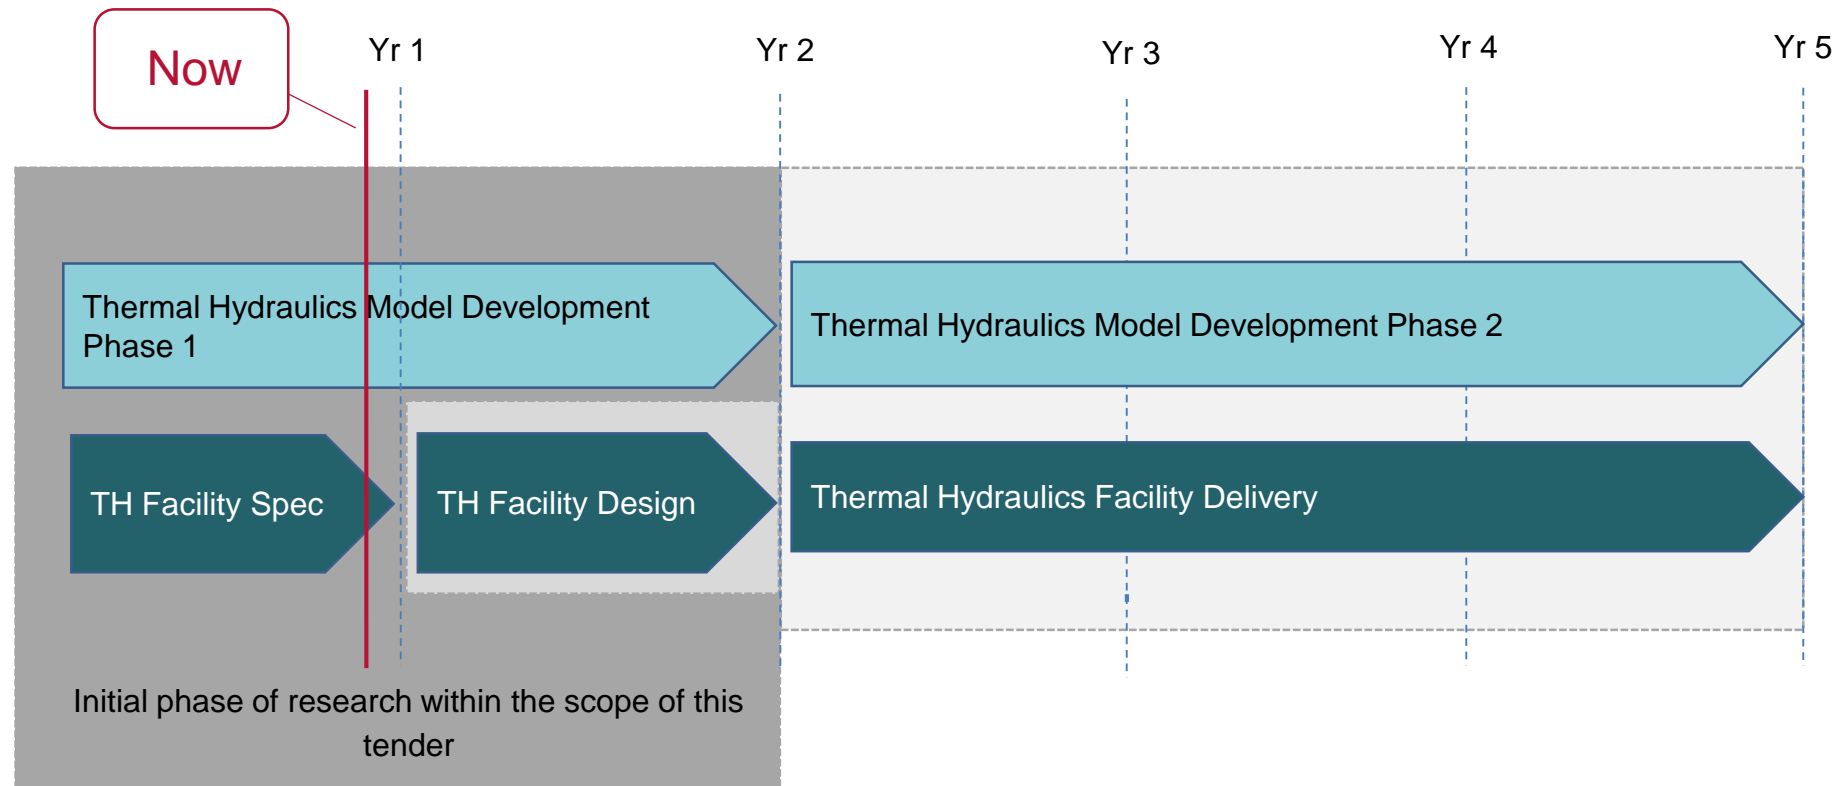 Now
Yr 1
Yr 2
Yr 3
Yr 4
Yr 5
Thermal Hydraulics Model Development
Phase 1
Thermal Hydraulics Model Development Phase 2
TH Facility Spec
TH Facility Design
Thermal Hydraulics Facility Delivery
Initial phase of research within the scope of this
tender